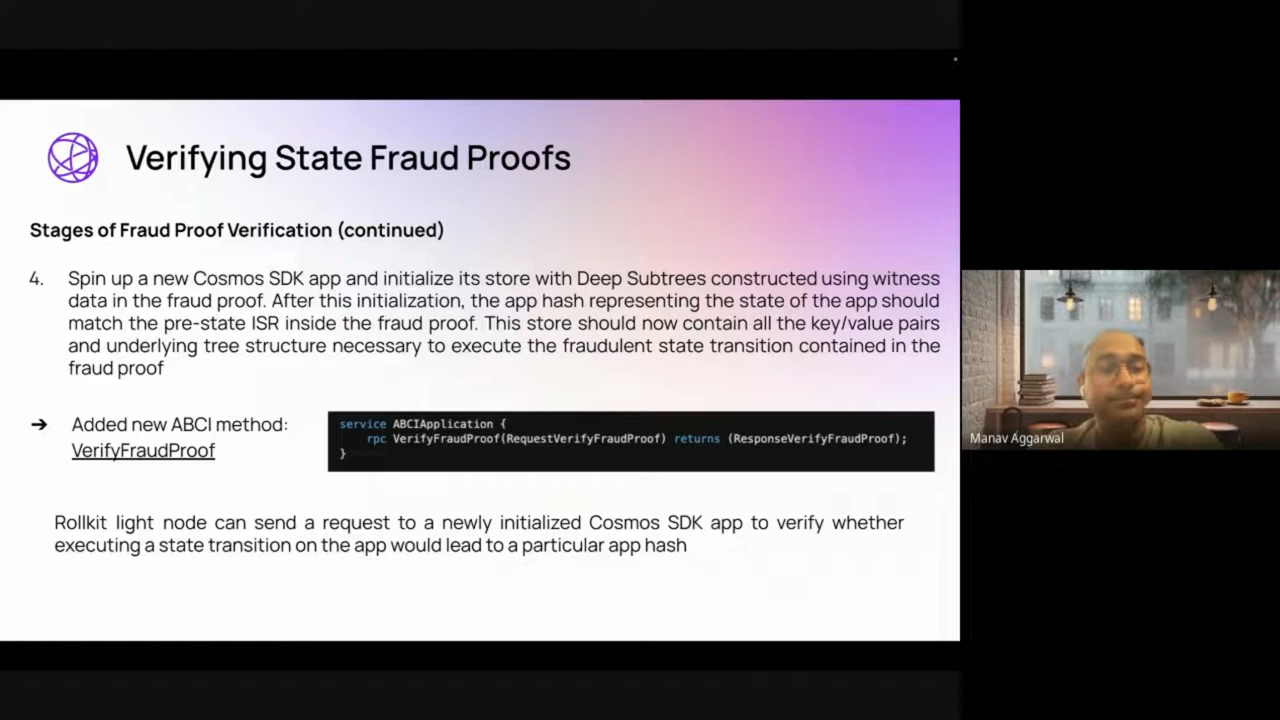 Verifying State Fraud Proofs
Stages of Fraud Proof Verification (continued)
4. Spin up a new Cosmos SDK app and initialize its store with Deep Subtrees constructed using witness
data in the fraud proof. After this initialization, the app hash representing the state of the app should
match the pre-state ISR inside the fraud proof. This store should now contain all the key/value pairs
and underlying tree structure necessary to execute the fraudulent state transition contained in the
fraud proof
➔ Added new ABCI method:
VerifyFraudProof
service ABCIApplication {
rpc VerifyFraudProof(RequestVerifyFraudProof) returns (ResponseVerifyFraudProof);
}
Rollkit light node can send a request to a newly initialized Cosmos SDK app to verify whether
executing a state transition on the app would lead to a particular app hash
Manav Aggarwal